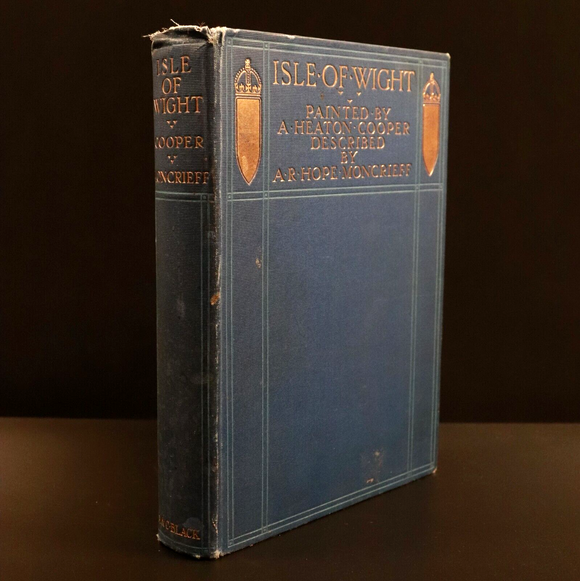 ISLE
OF
WIGHT
COOPER
MONCRIEFF
A&C BLACK
ISLE·OF·WIGHT
PAINTED·BY
A·HEATON·COOPER
DESCRIBED
BY
A·R·HOPE·MONCRIEFF